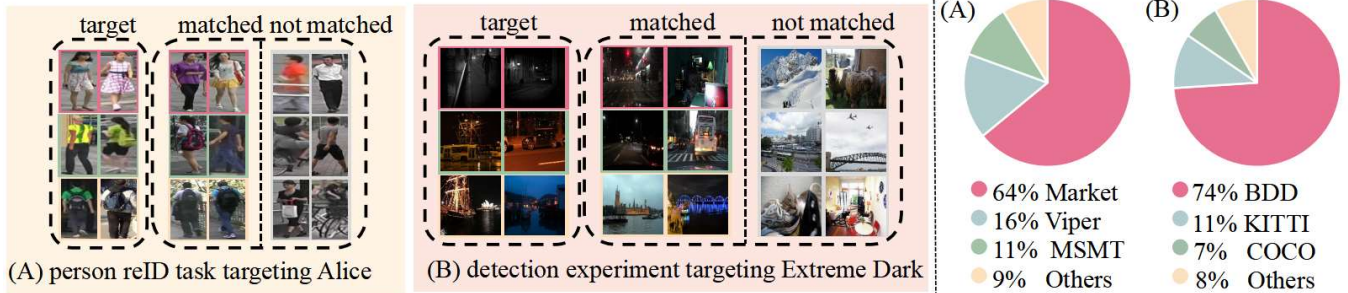 target matched not matched
(A) person reID task targeting Alice
target matched not matched
(B) detection experiment targeting Extreme Dark
(A)
64% Market
16% Viper
11% MSMT
9% Others
(B)
74% BDD
11% KITTI
7% COCO
8% Others